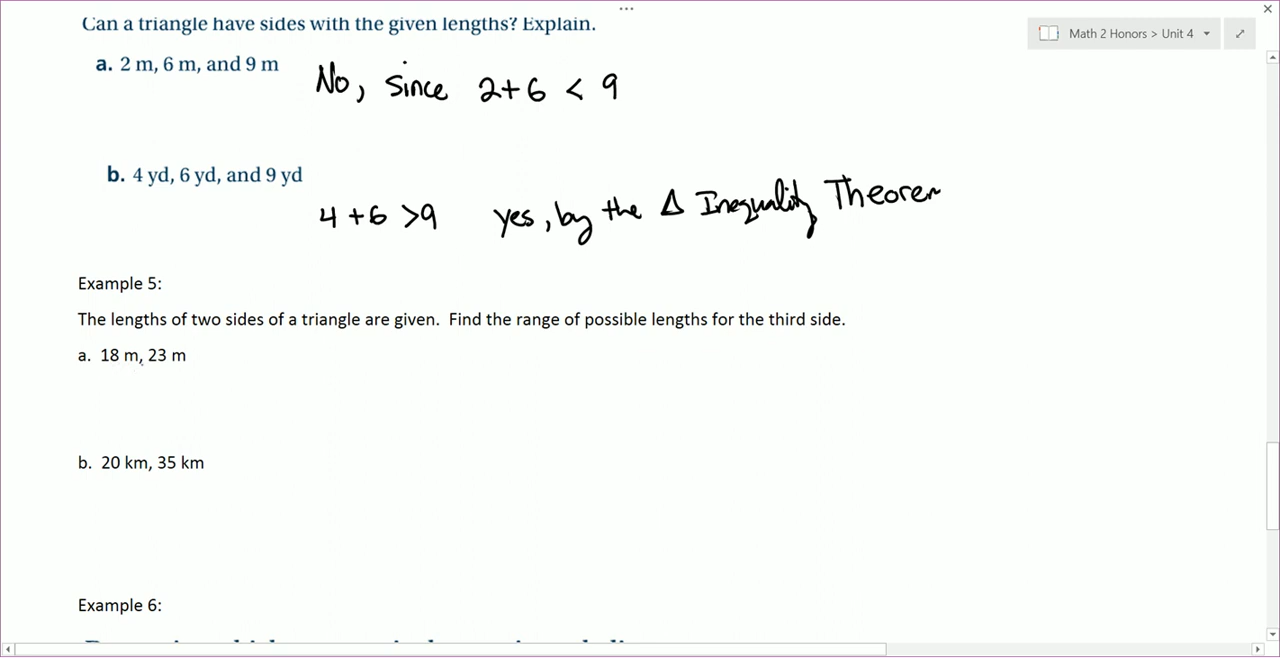 Can a triangle have sides with the given lengths? Explain.
Math 2 Honors > Unit 4
a. 2 m, 6 m, and 9 m
No, since 2+6 < 9
b. 4 yd, 6 yd, and 9 yd
4+6 >9 yes, by the Δ Inequality Theorem
Example 5:
The lengths of two sides of a triangle are given. Find the range of possible lengths for the third side.
a. 18 m, 23 m
b. 20 km, 35 km
Example 6: